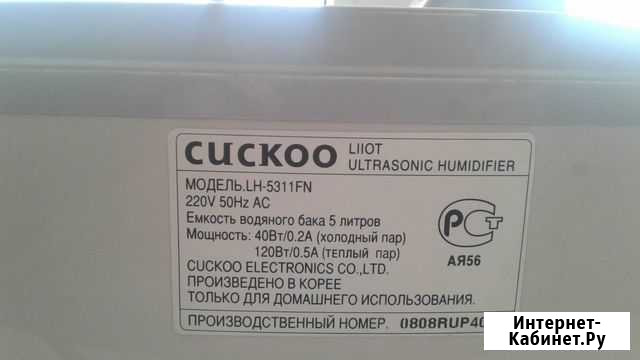 CUCKOO LIIOT
ULTRASONIC HUMIDIFIER
МОДЕЛЬ.LH-5311FN
220V 50Hz AC
Емкость водяного бака 5 литров
Мощность: 40Вт/0.2A (холодный пар)
120Вт/0.5A (теплый пар)
CUCKOO ELECTRONICS CO.,LTD.
ПРОИЗВЕДЕНО В КОРЕЕ
ТОЛЬКО ДЛЯ ДОМАШНЕГО ИСПОЛЬЗОВАНИЯ.
ПРОИЗВОДСТВЕННЫЙ НОМЕР.
РСТ
АЯ56
Интернет-
Кабинет.Ру